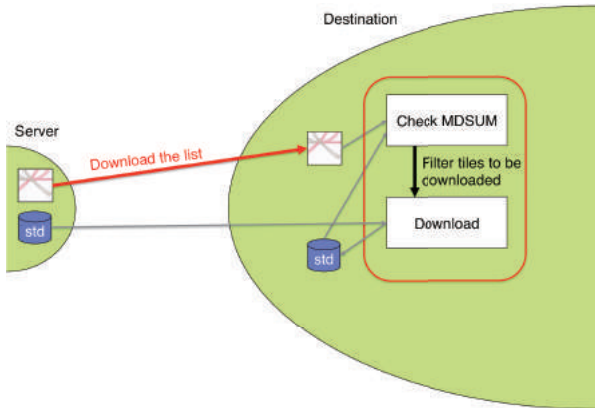 Destination
Server
Check MDSUM
Download the list
Filter tiles to be
downloaded
std
Download
std